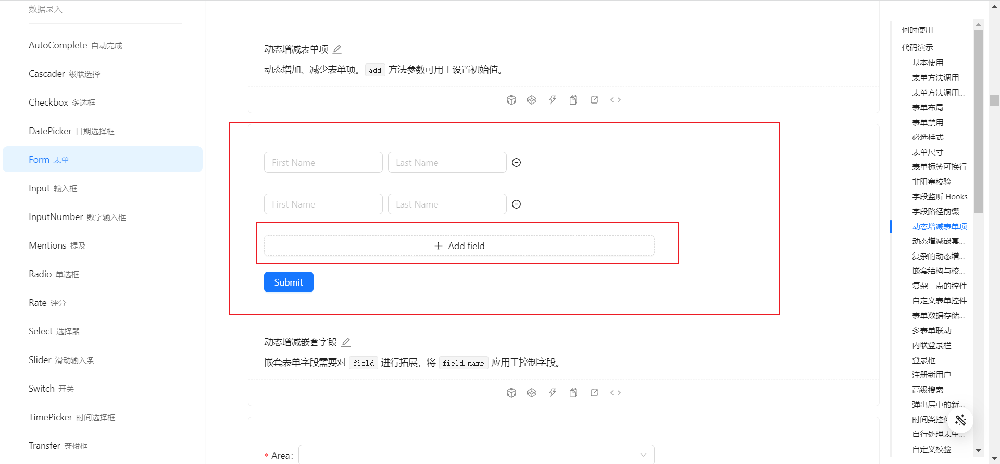 数据录入
AutoComplete 自动完成
Cascader 级联选择
Checkbox 多选框
DatePicker 日期选择框
Form 表单
Input 输入框
InputNumber 数字输入框
Mentions 提及
Radio 单选框
Rate 评分
Select 选择器
Slider 滑动输入条
Switch 开关
TimePicker 时间选择框
Transfer 穿梭框
动态增减表单项
动态增加、减少表单项。 add 方法参数可用于设置初始值。
First Name Last Name
First Name Last Name
Add field
Submit
动态增减嵌套字段
嵌套表单字段需要对 field 进行拓展，将 field.name 应用于控制字段。
* Area:
何时使用
代码演示
基本使用
表单方法调用
表单方法调用...
表单布局
表单禁用
必选样式
表单尺寸
表单标签可换行
非阻塞校验
字段监听 Hooks
字段路径前缀
动态增减表单项
动态增减嵌套...
复杂的动态增...
嵌套结构与校...
复杂一点的控件
自定义表单控件
表单数据存储...
多表单联动
内联登录栏
登录框
注册新用户
高级搜索
弹出层中的新...
时间类控件
自行处理表单...
自定义校验